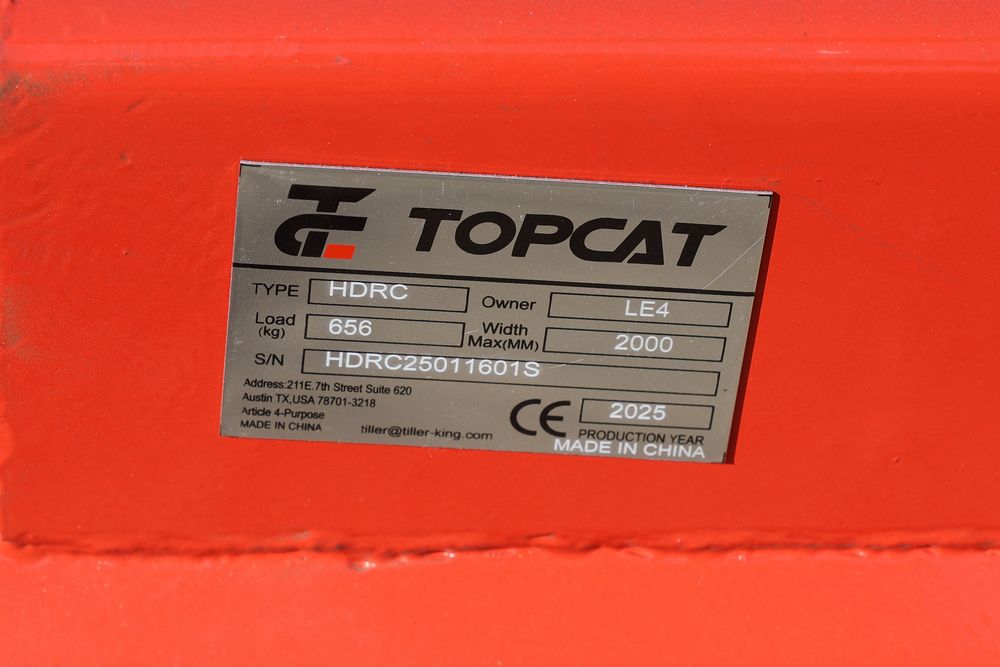 TOPCAT
TYPE HDRC Owner LE4
Load (kg) 656 Width Max(MM) 2000
S/N HDRC25011601S
Address:211E.7th Street Suite 620
Austin TX,USA 78701-3218
Article 4-Purpose
MADE IN CHINA
tiller@tiller-king.com
CE 2025
PRODUCTION YEAR
MADE IN CHINA